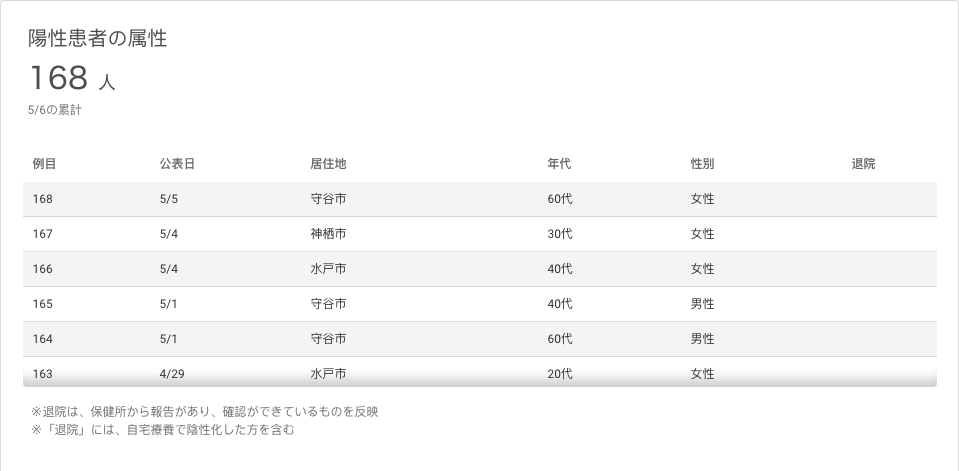 陽性患者の属性
168 人
5/6の累計
例目 公表日 居住地 年代 性別 退院
168 5/5 守谷市 60代 女性
167 5/4 神栖市 30代 女性
166 5/4 水戸市 40代 女性
165 5/1 守谷市 40代 男性
164 5/1 守谷市 60代 男性
163 4/29 水戸市 20代 女性
※退院は、保健所から報告があり、確認ができているものを反映
※「退院」には、自宅療養で陰性化した方を含む